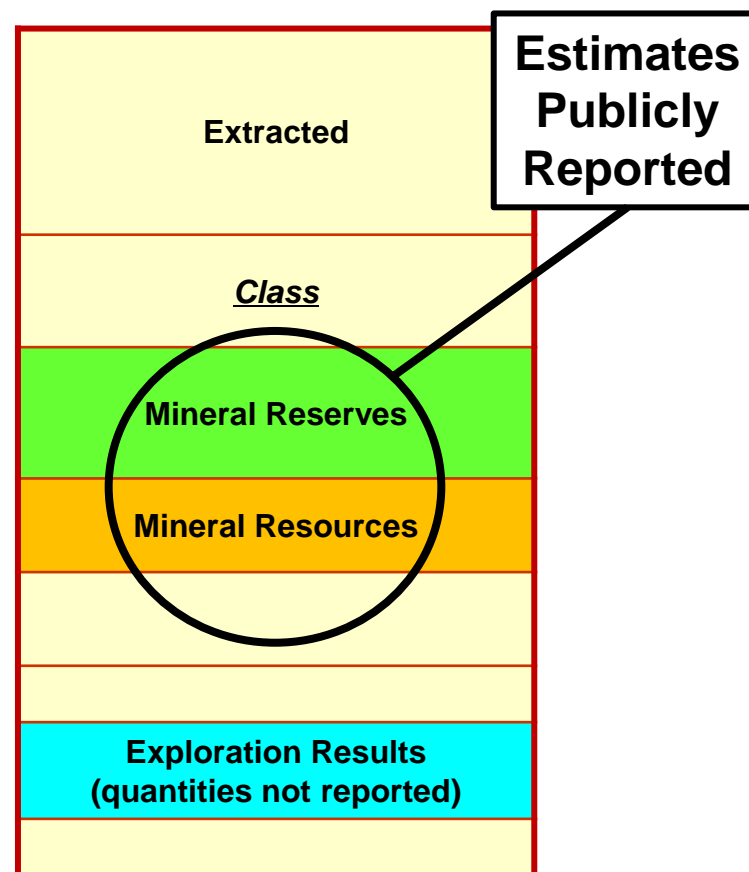 Estimates
Publicly
Reported
Extracted
Class
Mineral Reserves
Mineral Resources
Exploration Results
(quantities not reported)